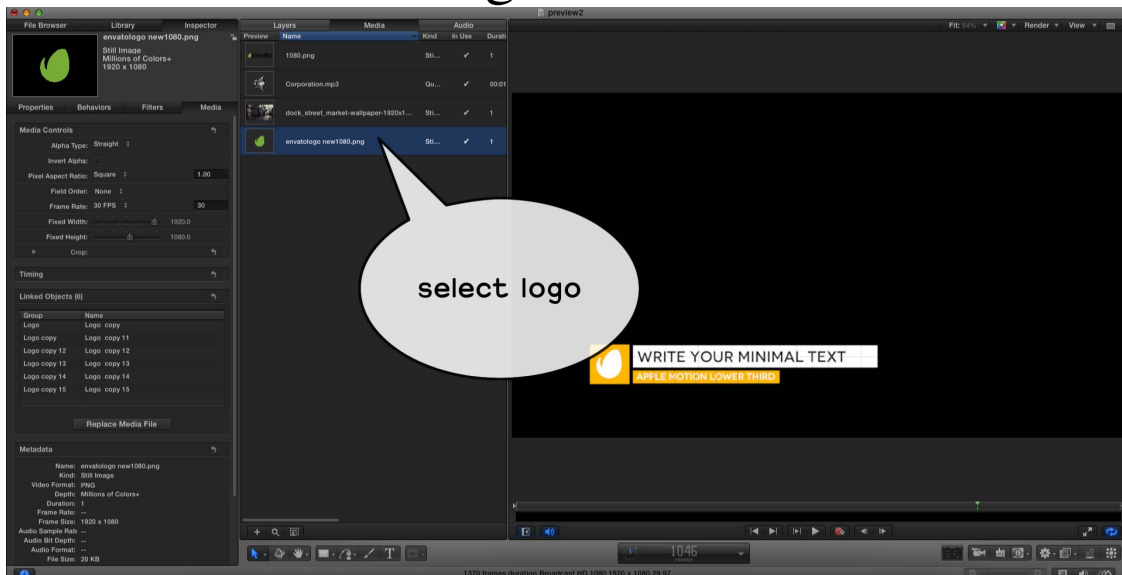 preview2
File Browser Library Inspector
Layers Media Audio
Fit: 54% Render View
envatologo new1080.png
Still Image
Millions of Colors+
1920 x 1080
Preview Name Kind In Use Durati
1080.png Sti... ✔ 1
Corporation.mp3 Qu... ✔ 00:01
dock_street_market-wallpaper-1920x1... Sti... ✔ 1
envatologo new1080.png Sti... ✔ 1
Properties Behaviors Filters Media
Media Controls
Alpha Type: Straight
Invert Alpha:
Pixel Aspect Ratio: Square 1.00
Field Order: None
Frame Rate: 30 FPS 30
Fixed Width: 1920.0
Fixed Height: 1080.0
Crop:
Timing
Linked Objects (6)
Group Name
Logo Logo copy
Logo copy Logo copy 11
Logo copy 12 Logo copy 12
Logo copy 13 Logo copy 13
Logo copy 14 Logo copy 14
Logo copy 15 Logo copy 15
Replace Media File
Metadata
Name: envatologo new1080.png
Kind: Still Image
Video Format: PNG
Depth: Millions of Colors+
Duration: 1
Frame Rate: --
Frame Size: 1920 x 1080
Audio Sample Rate --
Audio Bit Depth: --
Audio Format: --
File Size: 20 KB
select logo
WRITE YOUR MINIMAL TEXT
APPLE MOTION LOWER THIRD
T
1046
FRAMES
1370 frames duration Broadcast HD 1080 1920 x 1080 29.97